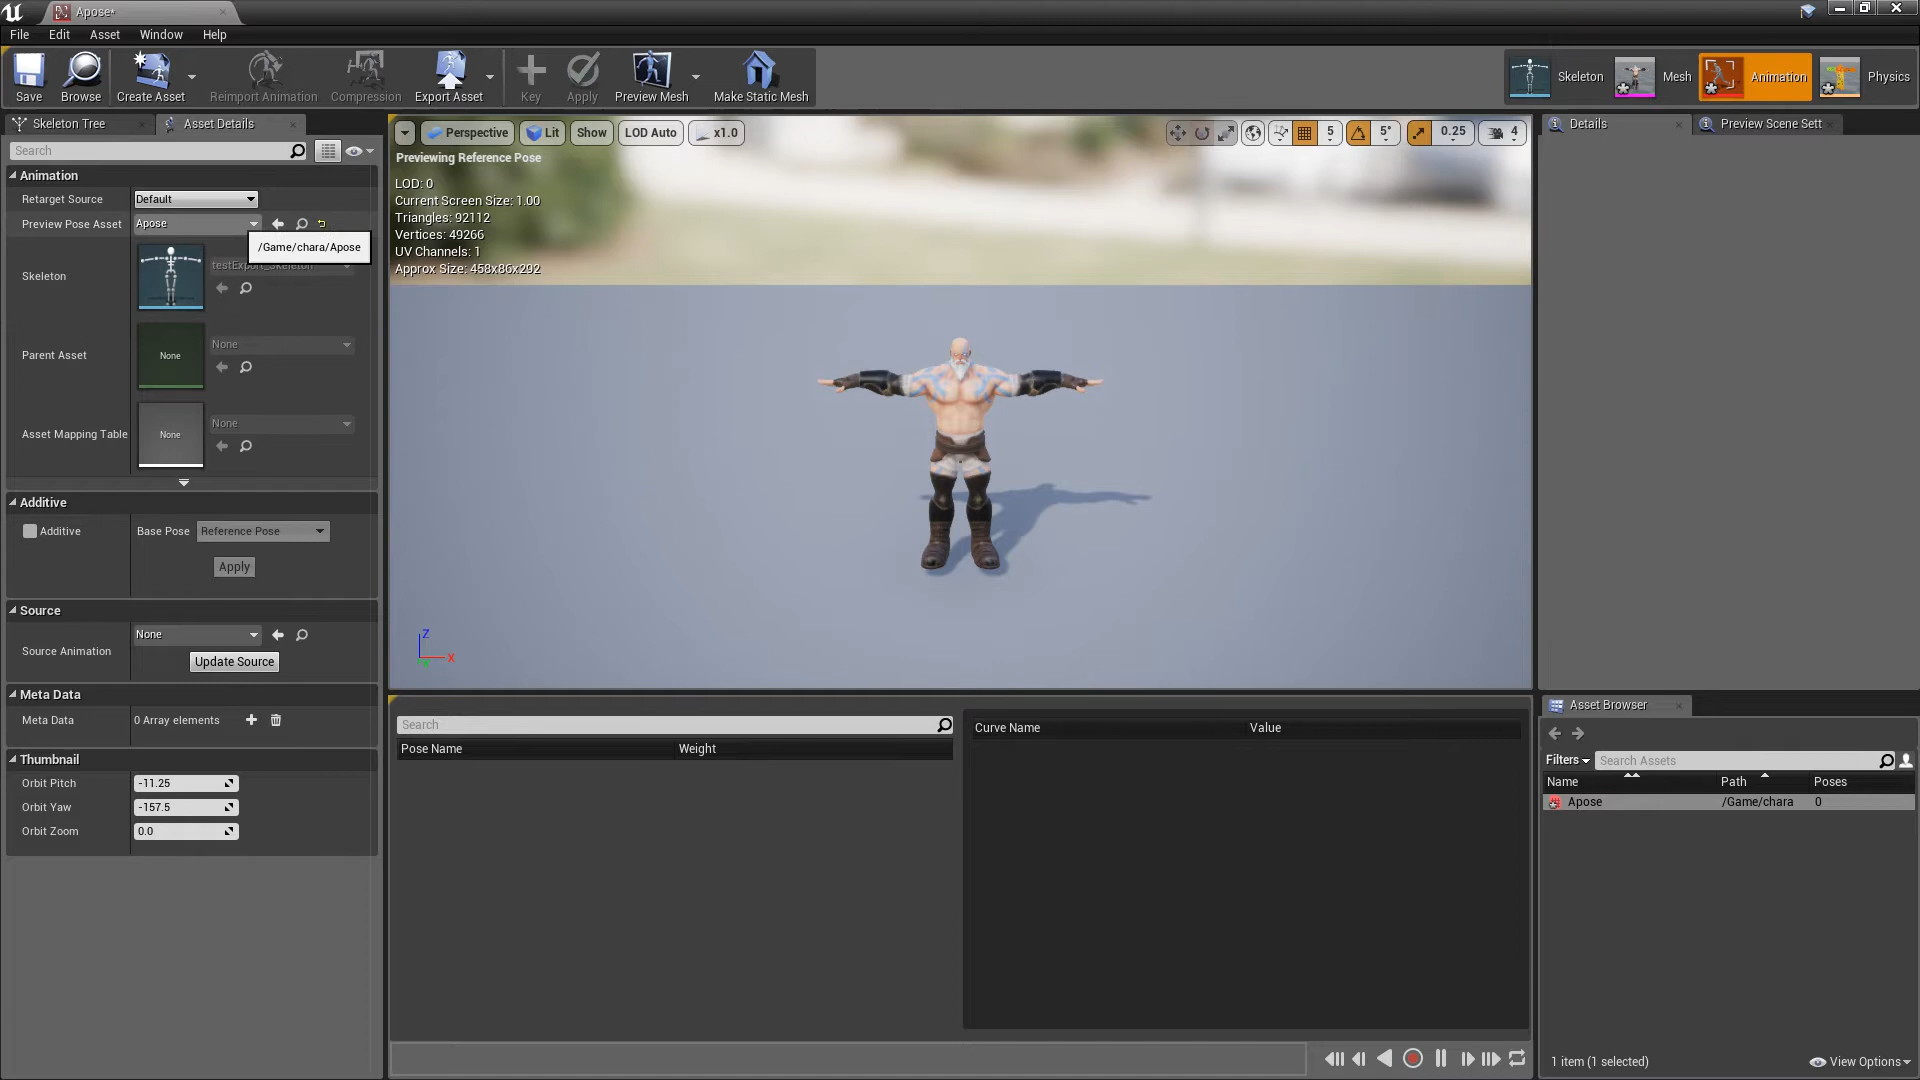 Apose*
File Edit Asset Window Help
Save Browse Create Asset Reimport Animation Compression Export Asset Key Apply Preview Mesh Make Static Mesh
Skeleton Mesh Animation Physics
Skeleton Tree Asset Details
Search
Animation
Retarget Source Default
Preview Pose Asset Apose
/Game/chara/Apose
Skeleton testExport_Skeleton
Parent Asset None None
Asset Mapping Table None None
Additive
Additive Base Pose Reference Pose
Apply
Source
Source Animation None
Update Source
Meta Data
Meta Data 0 Array elements
Thumbnail
Orbit Pitch -11.25
Orbit Yaw -157.5
Orbit Zoom 0.0
Perspective Lit Show LOD Auto x1.0
5 5° 0.25 4
Previewing Reference Pose
LOD: 0
Current Screen Size: 1.00
Triangles: 92112
Vertices: 49266
UV Channels: 1
Approx Size: 458x86x292
Z
X
Y
Search
Pose Name Weight
Curve Name Value
Details Preview Scene Sett
Asset Browser
Filters Search Assets
Name Path Poses
Apose /Game/chara 0
1 item (1 selected) View Options